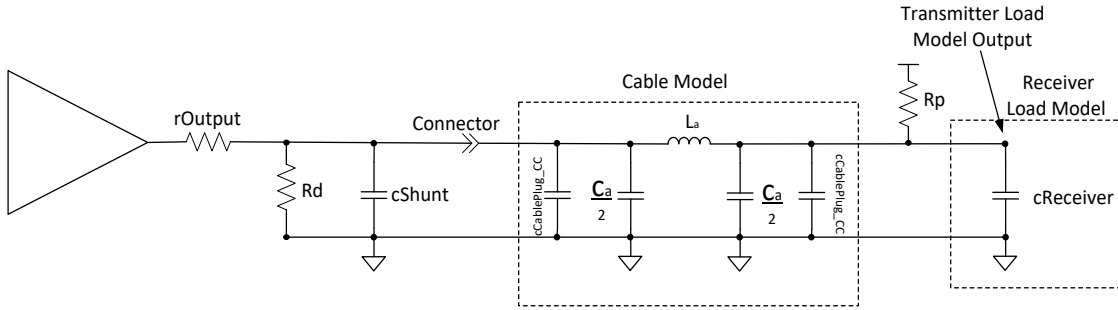 Transmitter Load
Model Output
Cable Model
Receiver
Load Model
rOutput
Connector
La
Rp
Rd
cShunt
cCablePlug_CC
Ca
2
Ca
2
cCablePlug_CC
cReceiver